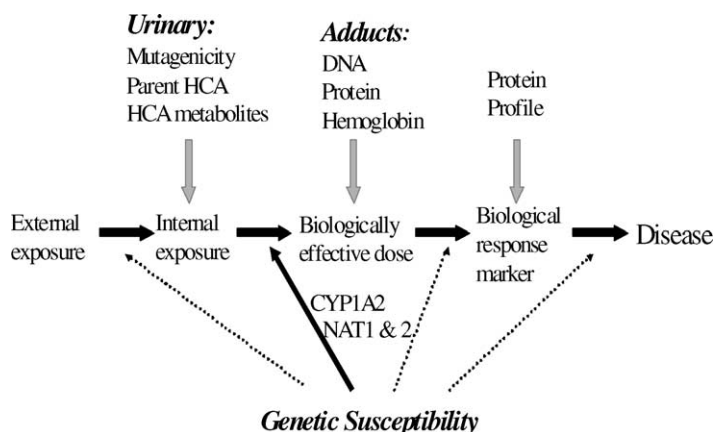 Urinary:
Mutagenicity
Parent HCA
HCA metabolites
Adducts:
DNA
Protein
Hemoglobin
Protein
Profile
External
exposure
Internal
exposure
Biologically
effective dose
Biological
response
marker
Disease
CYP1A2
NAT1 & 2
Genetic Susceptibility